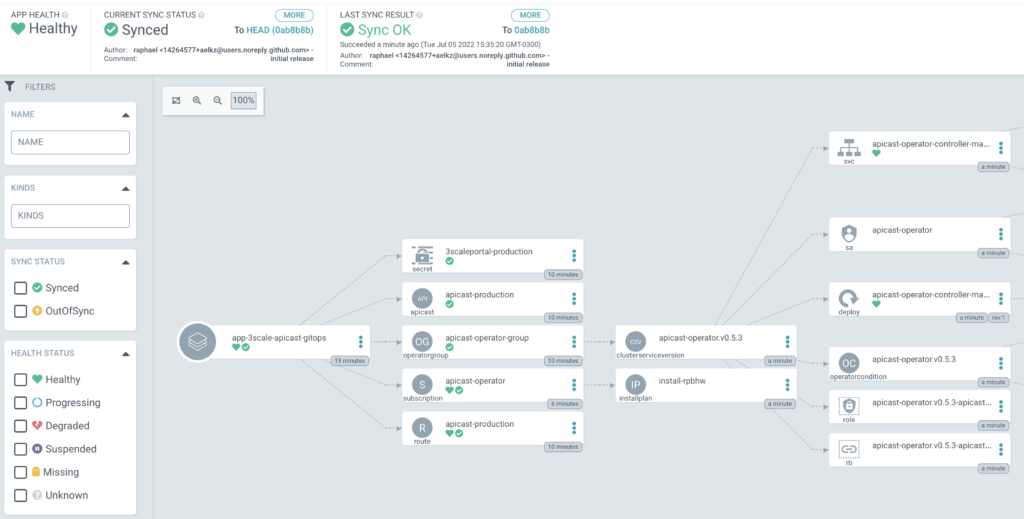 APP HEALTH
Healthy
CURRENT SYNC STATUS
MORE
Synced
To HEAD (0ab8b8b)
Author: raphael <14264577+aelkz@users.noreply.github.com> -
Comment: initial release
LAST SYNC RESULT
MORE
Sync OK
To 0ab8b8b
Succeeded a minute ago (Tue Jul 05 2022 15:35:20 GMT-0300)
Author: raphael <14264577+aelkz@users.noreply.github.com> -
Comment: initial release
FILTERS
NAME
NAME
KINDS
KINDS
SYNC STATUS
Synced
OutOfSync
HEALTH STATUS
Healthy
Progressing
Degraded
Suspended
Missing
Unknown
100%
app-3scale-apicast-gitops
19 minutes
3scaleportal-production
secret
10 minutes
API
apicast-production
apicast
10 minutes
OG
apicast-operator-group
operatorgroup
10 minutes
S
apicast-operator
subscription
6 minutes
R
apicast-production
route
10 minutes
CSV
apicast-operator.v0.5.3
clusterserviceversion
a minute
IP
install-rpbhw
installplan
a minute
apicast-operator-controller-ma...
svc
a minute
apicast-operator
sa
a minute
apicast-operator-controller-ma...
deploy
a minute rev:1
OC
apicast-operator.v0.5.3
operatorcondition
a minute
apicast-operator.v0.5.3-apicast...
role
a minute
apicast-operator.v0.5.3-apicast...
rb
a minute